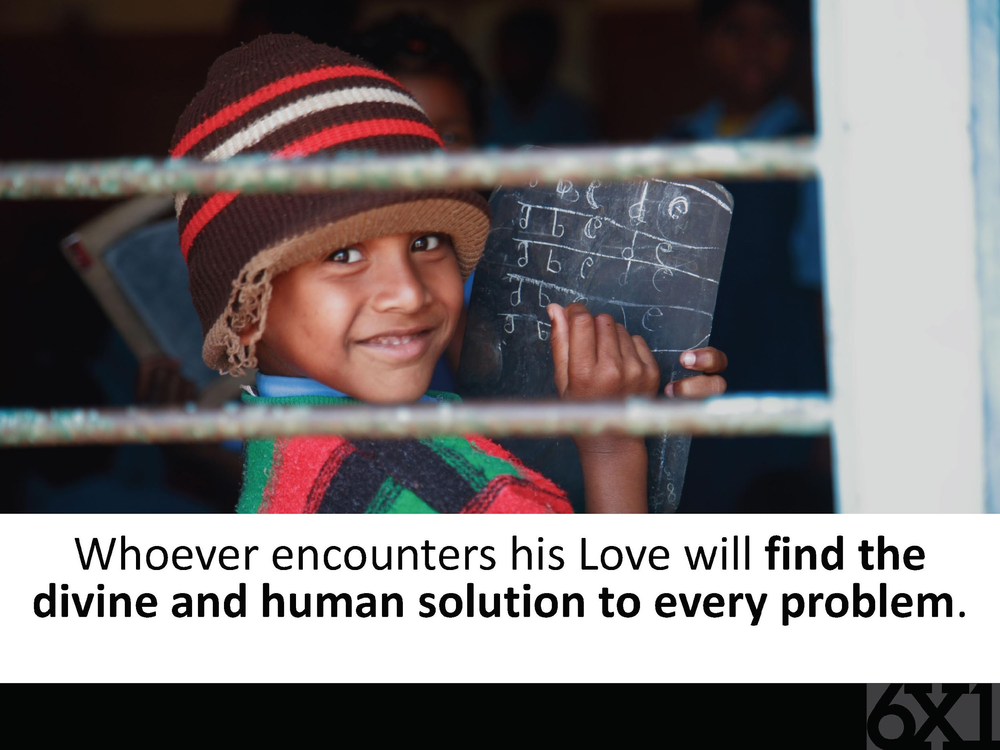 Whoever encounters his Love will find the
divine and human solution to every problem.
6x1